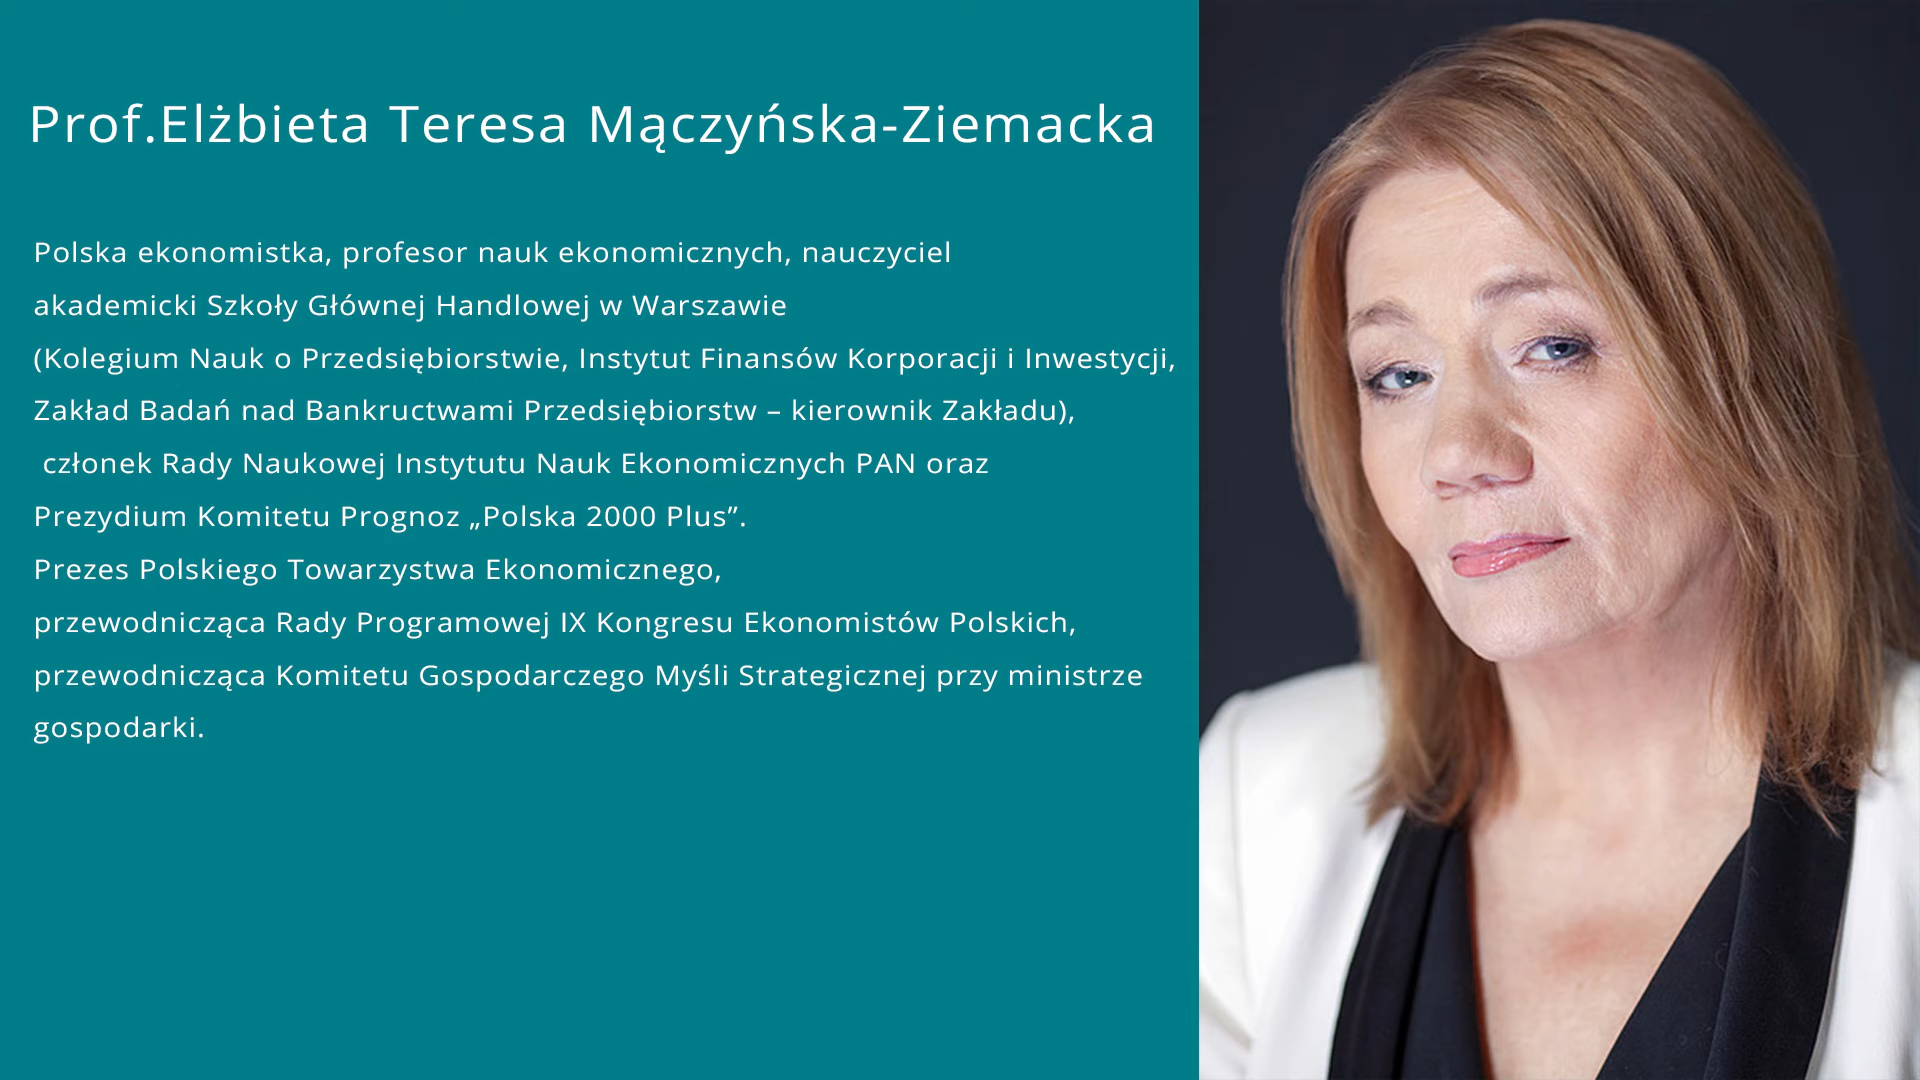 Prof.Elżbieta Teresa Mączyńska-Ziemacka
Polska ekonomistka, profesor nauk ekonomicznych, nauczyciel
akademicki Szkoły Głównej Handlowej w Warszawie
(Kolegium Nauk o Przedsiębiorstwie, Instytut Finansów Korporacji i Inwestycji,
Zakład Badań nad Bankructwami Przedsiębiorstw – kierownik Zakładu),
członek Rady Naukowej Instytutu Nauk Ekonomicznych PAN oraz
Prezydium Komitetu Prognoz „Polska 2000 Plus”.
Prezes Polskiego Towarzystwa Ekonomicznego,
przewodnicząca Rady Programowej IX Kongresu Ekonomistów Polskich,
przewodnicząca Komitetu Gospodarczego Myśli Strategicznej przy ministrze
gospodarki.